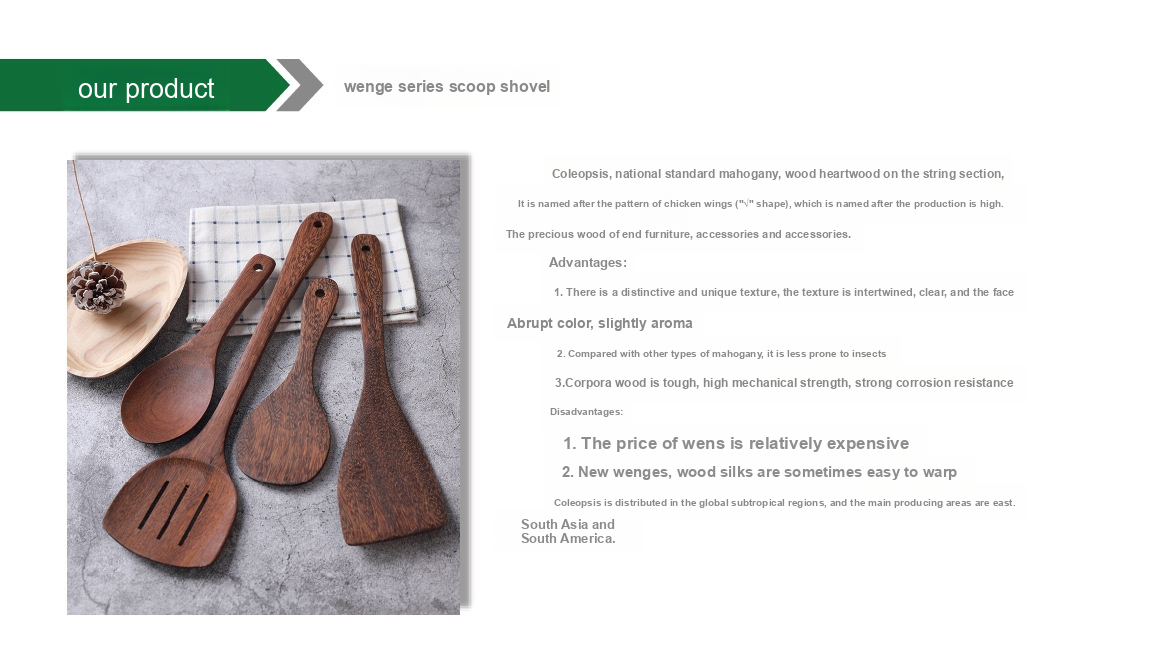 our product
wenge series scoop shovel
Coleopsis, national standard mahogany, wood heartwood on the string section,
It is named after the pattern of chicken wings ("√" shape), which is named after the production is high.
The precious wood of end furniture, accessories and accessories.
Advantages:
1. There is a distinctive and unique texture, the texture is intertwined, clear, and the face
Abrupt color, slightly aroma
2. Compared with other types of mahogany, it is less prone to insects
3.Corpora wood is tough, high mechanical strength, strong corrosion resistance
Disadvantages:
1. The price of wens is relatively expensive
2. New wenges, wood silks are sometimes easy to warp
Coleopsis is distributed in the global subtropical regions, and the main producing areas are east.
South Asia and
South America.